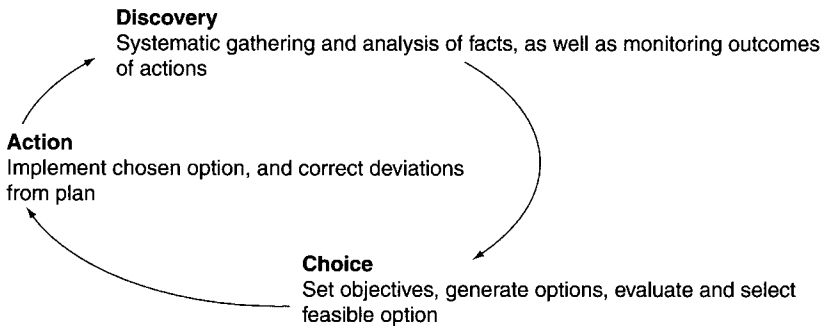 Discovery
Systematic gathering and analysis of facts, as well as monitoring outcomes
of actions
Action
Implement chosen option, and correct deviations
from plan
Choice
Set objectives, generate options, evaluate and select
feasible option